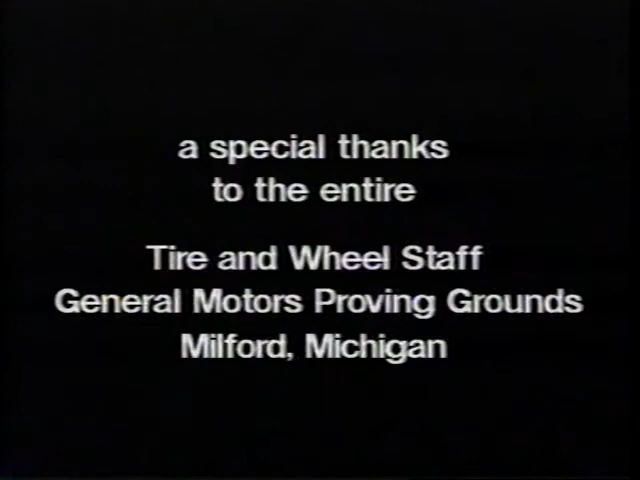 a special thanks
to the entire
Tire and Wheel Staff
General Motors Proving Grounds
Milford, Michigan